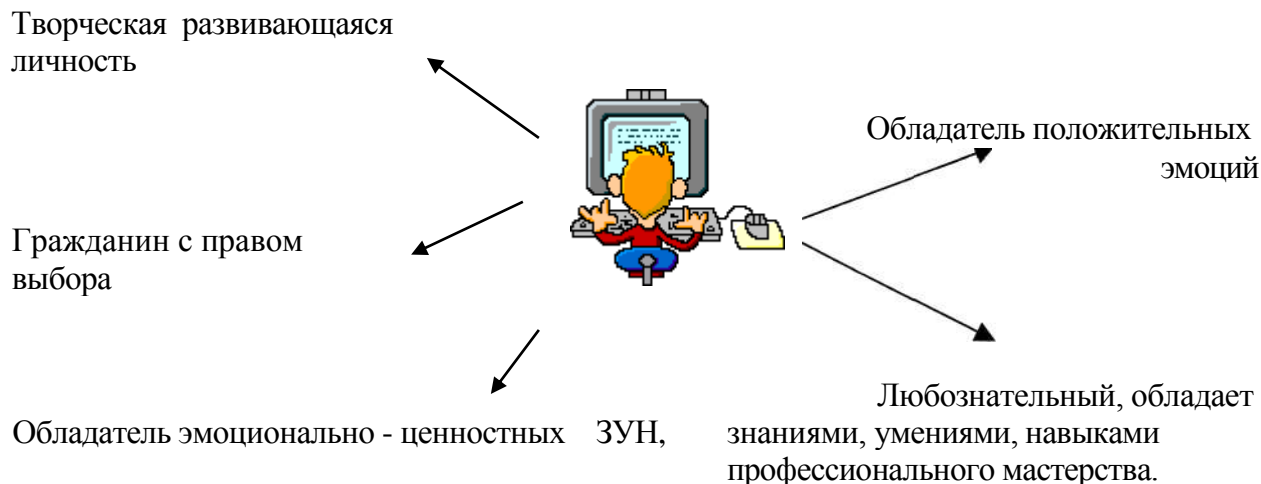 Творческая развивающаяся
личность
Обладатель положительных
эмоций
Гражданин с правом
выбора
Любознательный, обладает
Обладатель эмоционально - ценностных ЗУН, знаниями, умениями, навыками
профессионального мастерства.